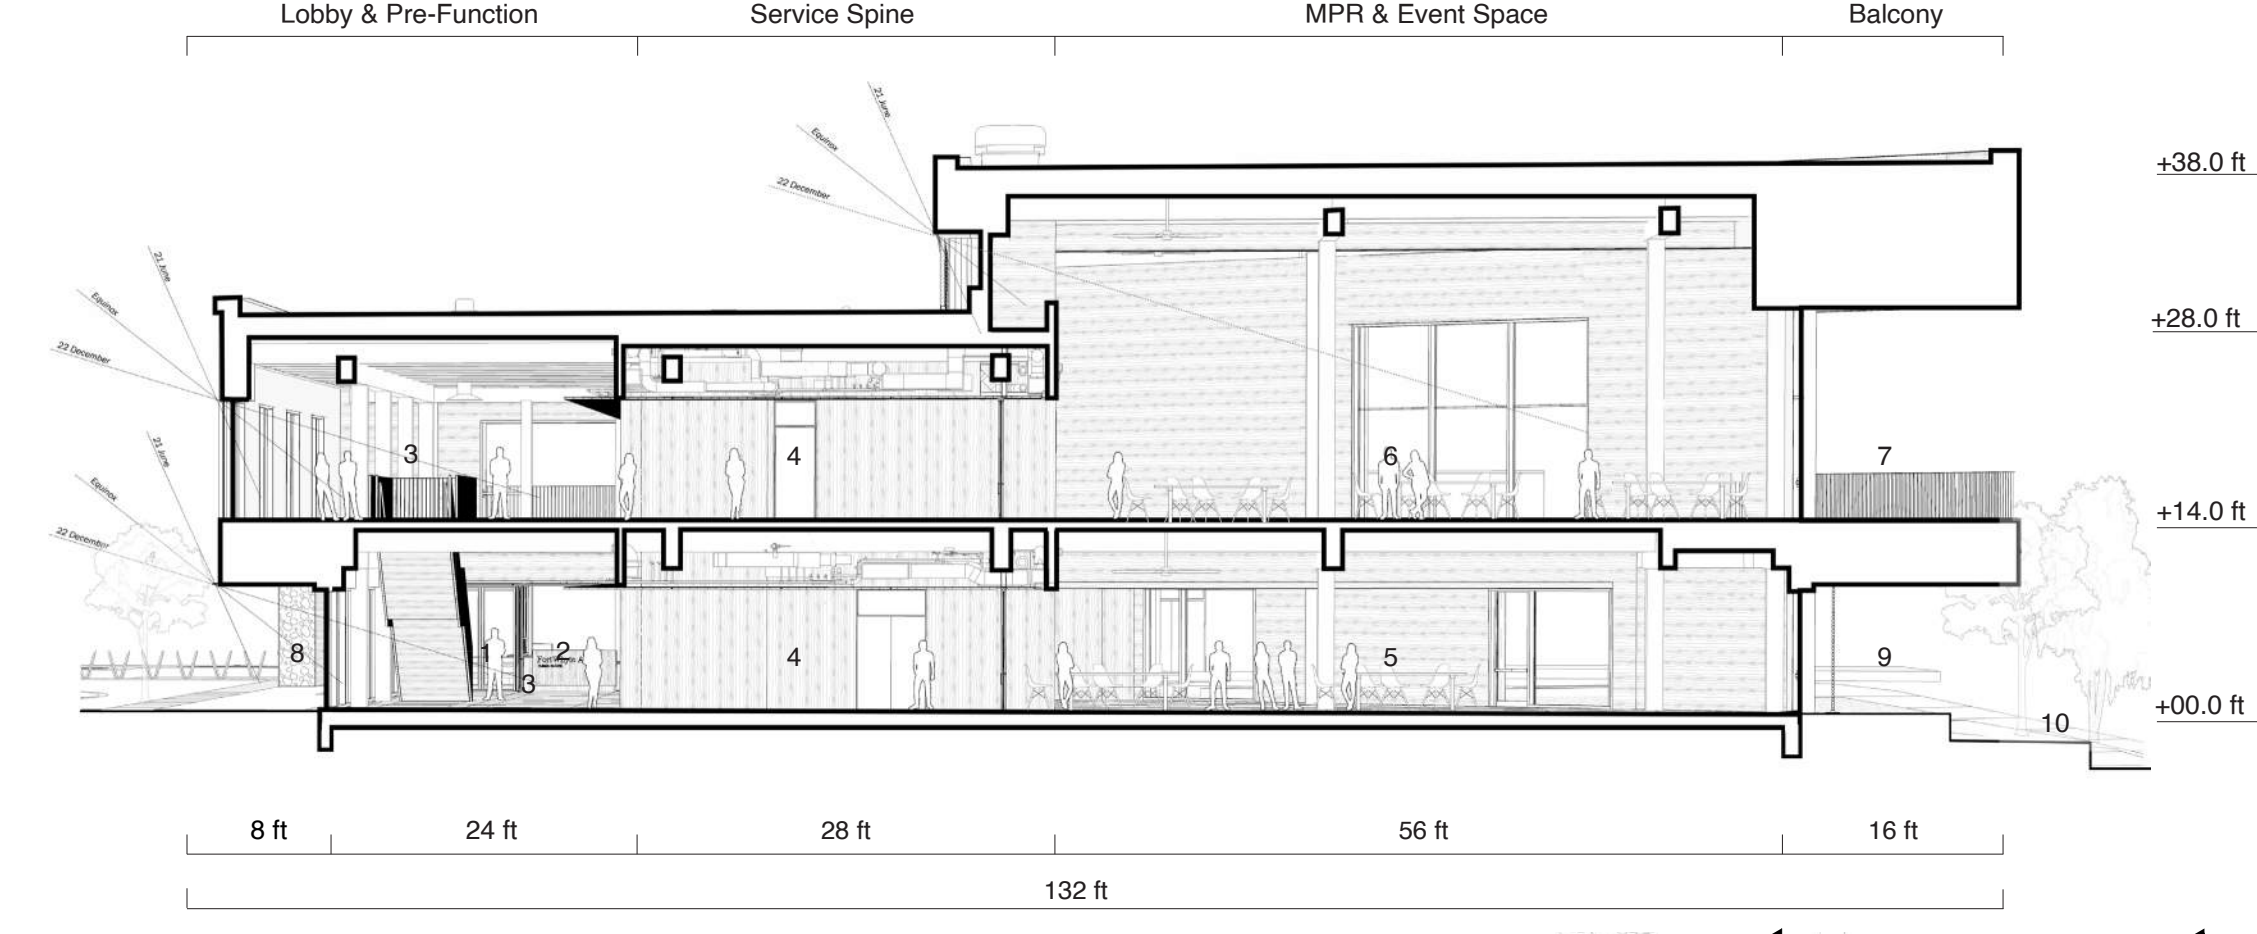 Lobby & Pre-Function Service Spine MPR & Event Space Balcony
21 June
Equinox
22 December
+38.0 ft
21 June
Equinox
22 December
+28.0 ft
3 4 6 7
21 June
Equinox
22 December
+14.0 ft
8 1 2 4 5 9
Fort Wayne A
3
+00.0 ft
10
8 ft 24 ft 28 ft 56 ft 16 ft
132 ft